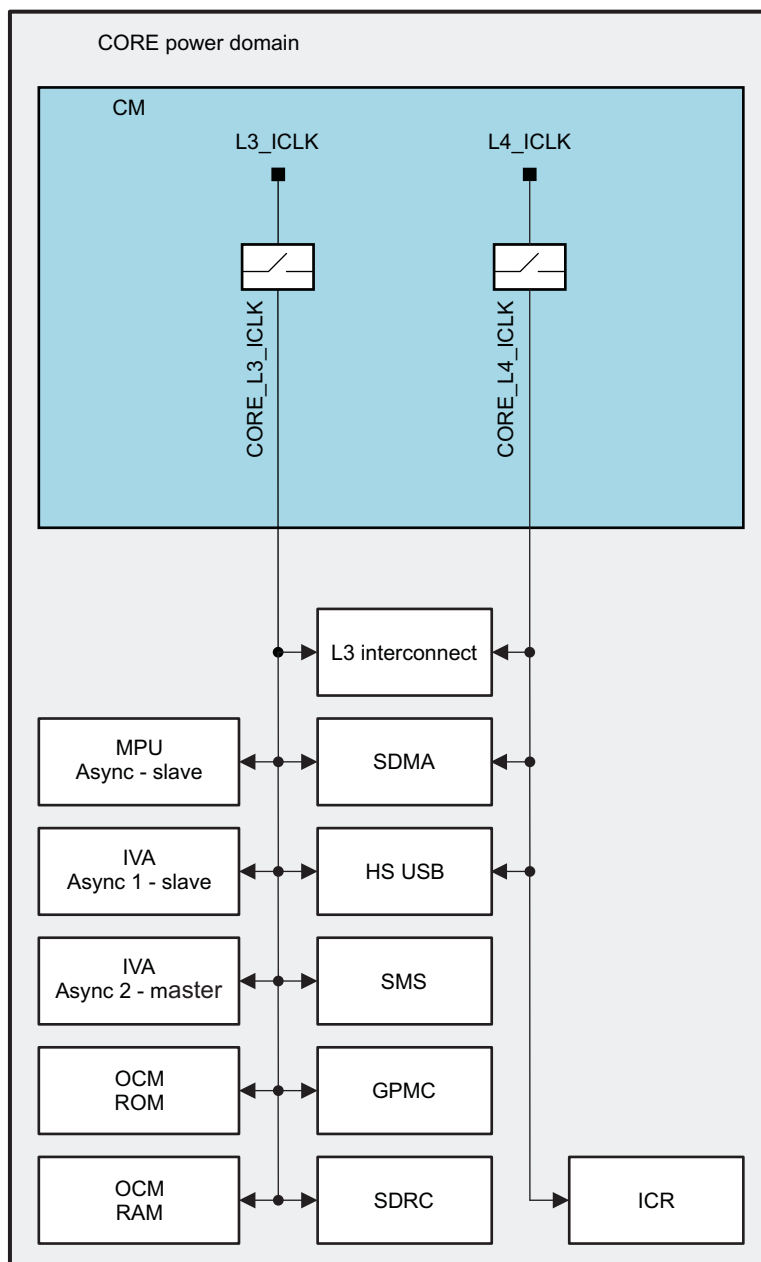 CORE power domain
CM
L3_ICLK
L4_ICLK
CORE_L3_ICLK
CORE_L4_ICLK
L3 interconnect
MPU
Async - slave
SDMA
IVA
Async 1 - slave
HS USB
IVA
Async 2 - master
SMS
OCM
ROM
GPMC
OCM
RAM
SDRC
ICR